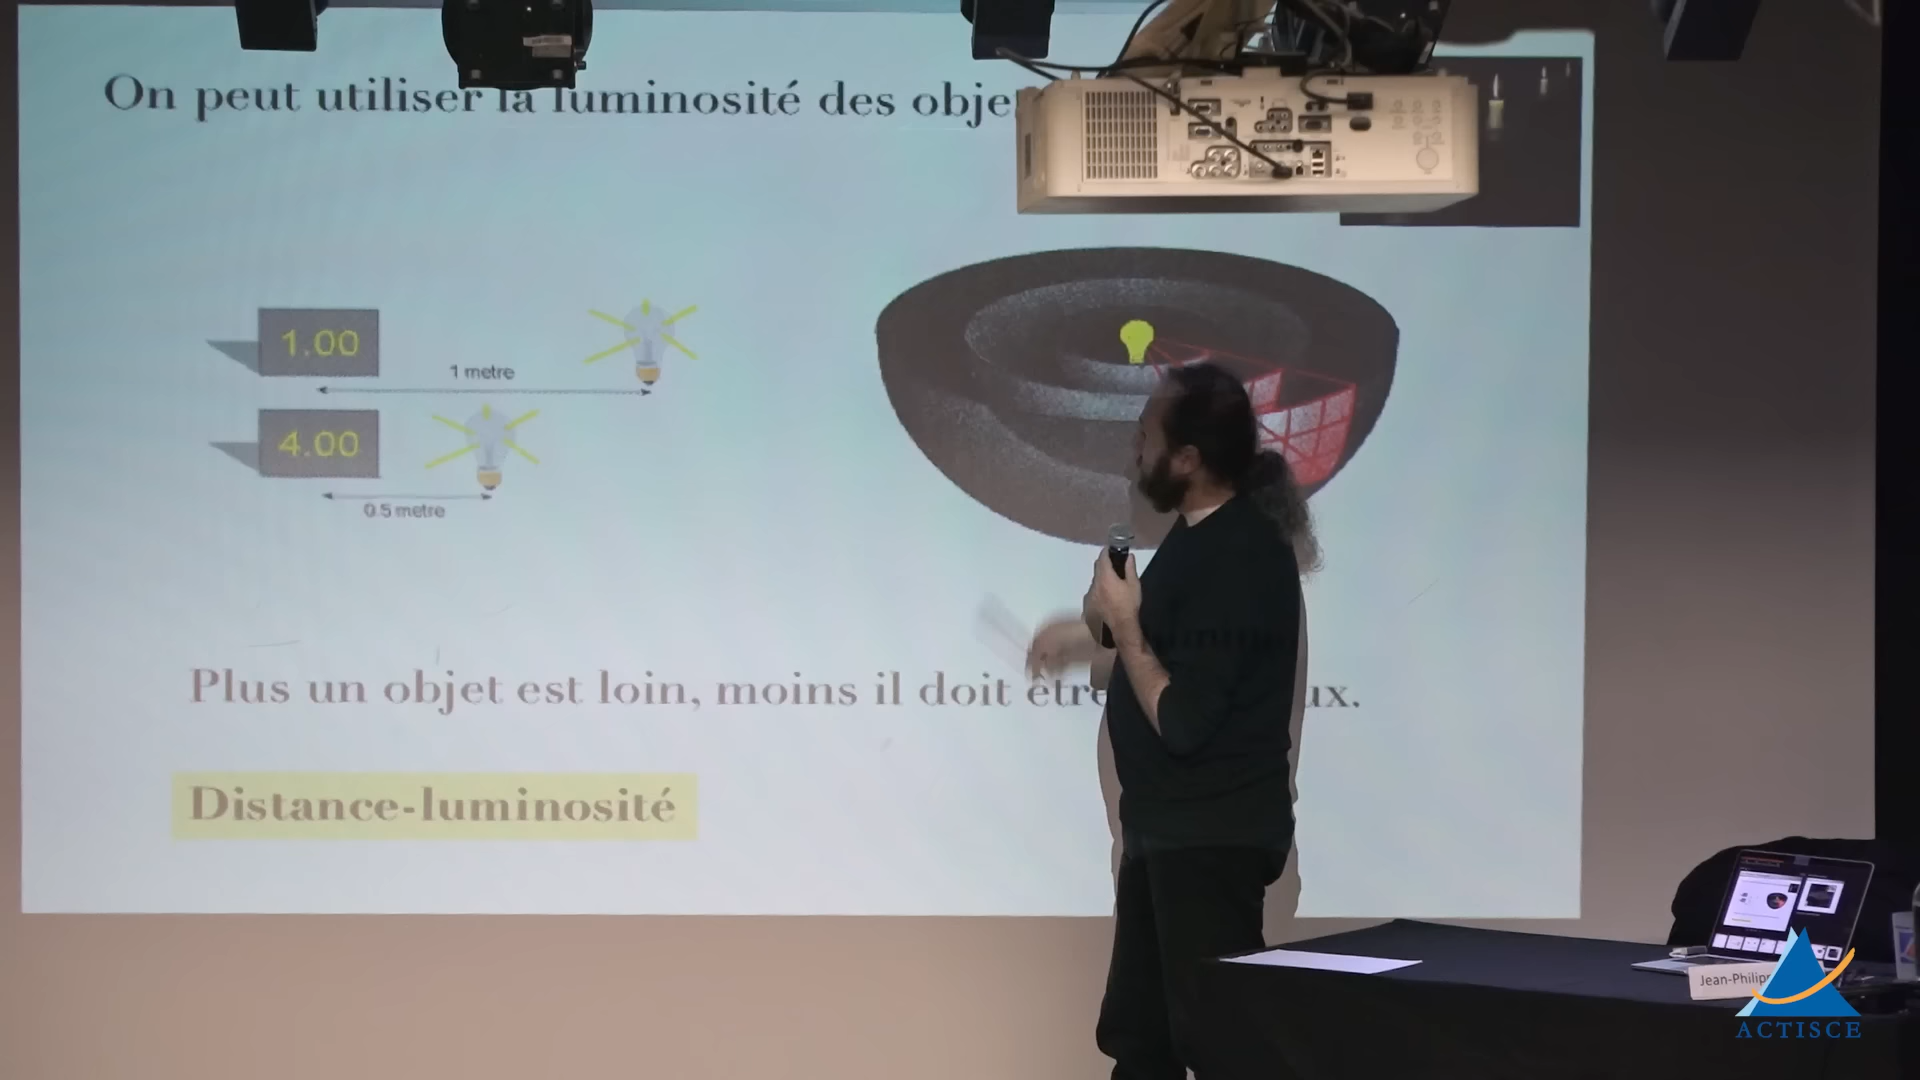 On peut utiliser la luminosité des obje
1.00
1 metre
4.00
0.5 metre
Plus un objet est loin, moins il doit être ux.
Distance-luminosité
Jean-Philip
ACTISCE